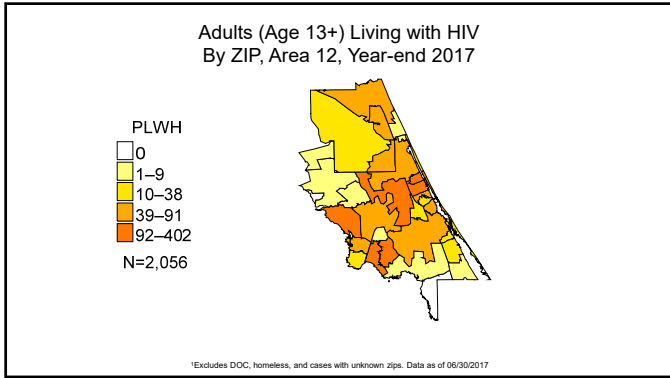 Adults (Age 13+) Living with HIV
By ZIP, Area 12, Year-end 2017
PLWH
0
1–9
10–38
39–91
92–402
N=2,056
¹Excludes DOC, homeless, and cases with unknown zips. Data as of 06/30/2017